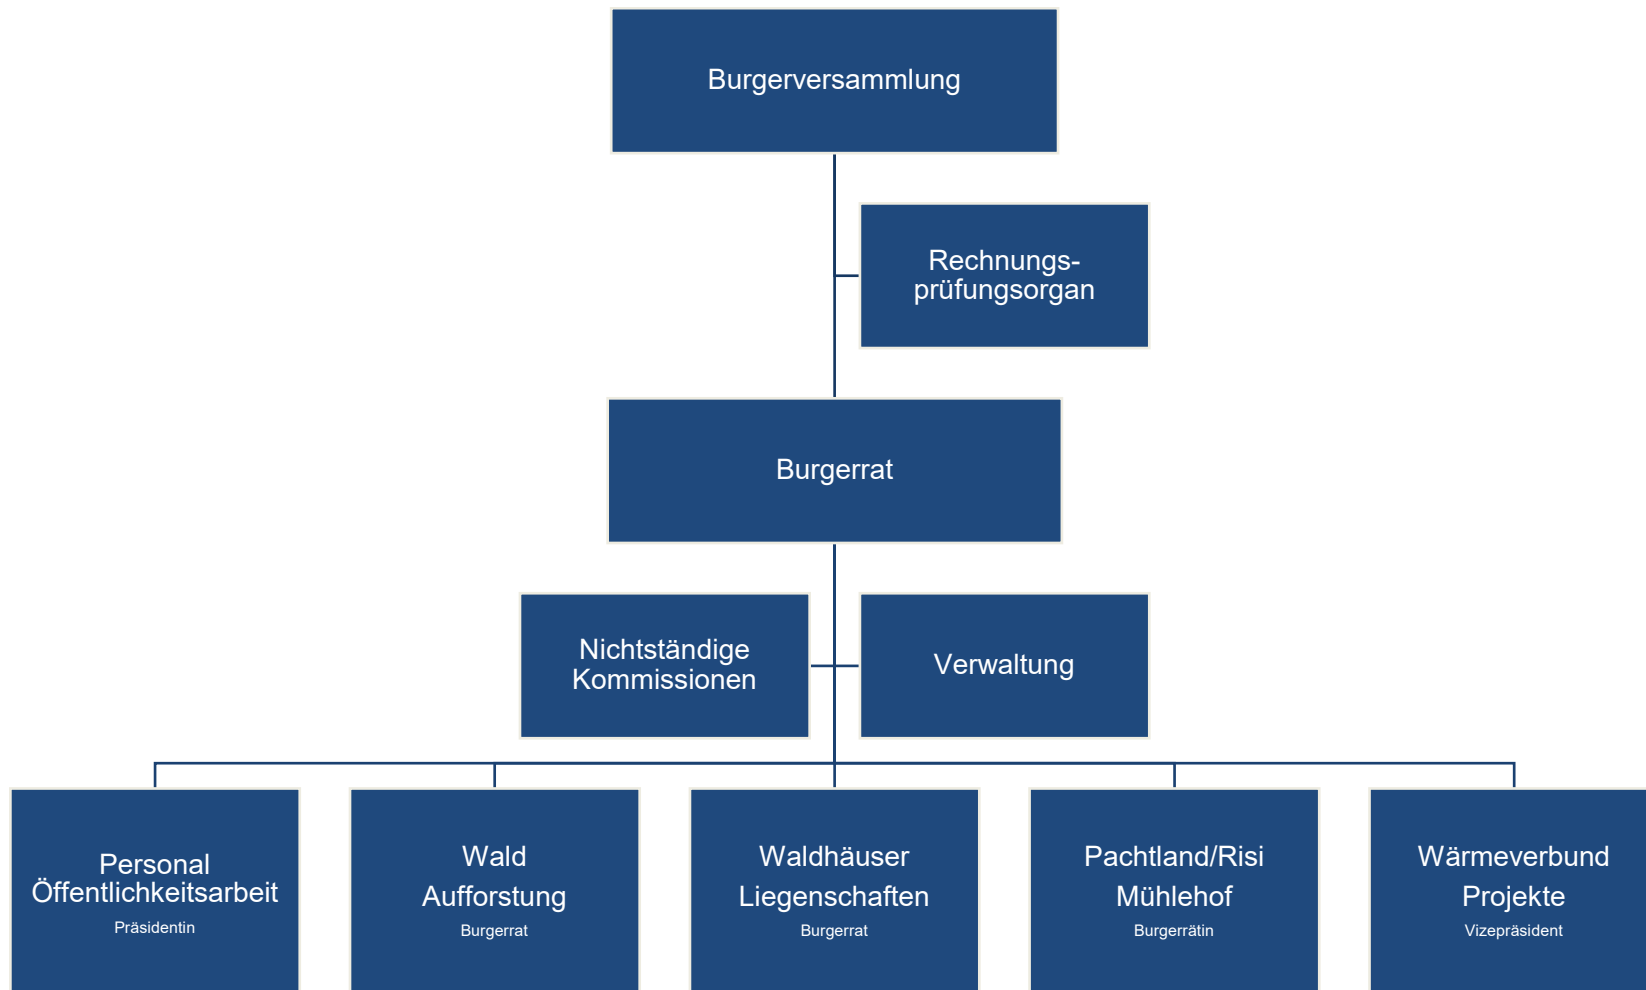 Burgerversammlung
Rechnungs-
prüfungsorgan
Burgerrat
Nichtständige
Kommissionen
Verwaltung
Personal
Öffentlichkeitsarbeit
Präsidentin
Wald
Aufforstung
Burgerrat
Waldhäuser
Liegenschaften
Burgerrat
Pachtland/Risi
Mühlehof
Burgerrätin
Wärmeverbund
Projekte
Vizepräsident